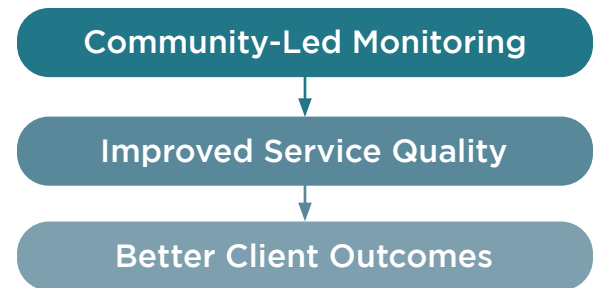 Community-Led Monitoring
Improved Service Quality
Better Client Outcomes